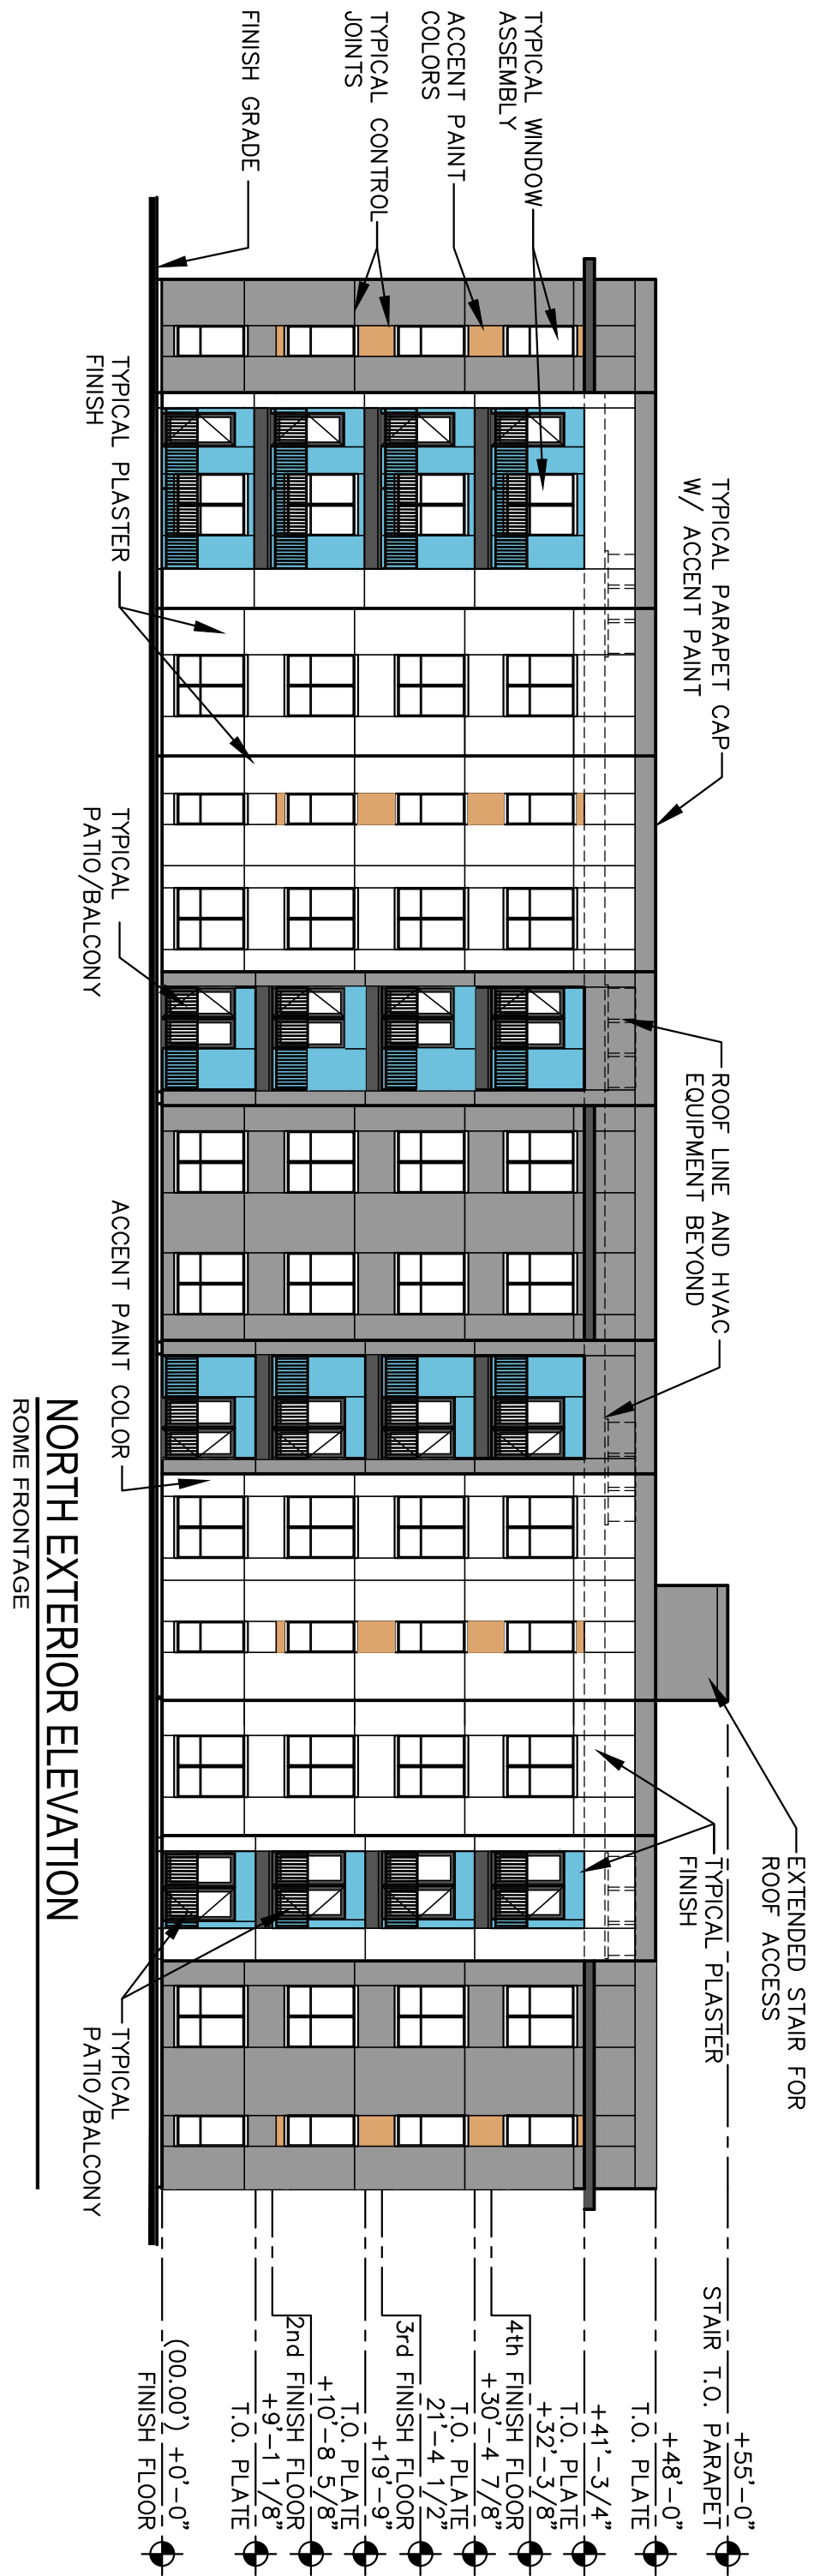 TYPICAL WINDOW
ASSEMBLY
ACCENT PAINT
COLORS
TYPICAL CONTROL
JOINTS
FINISH GRADE
TYPICAL PLASTER
FINISH
TYPICAL PARAPET CAP
W/ ACCENT PAINT
TYPICAL
PATIO/BALCONY
ROOF LINE AND HVAC
EQUIPMENT BEYOND
ACCENT PAINT COLOR
EXTENDED STAIR FOR
ROOF ACCESS
TYPICAL PLASTER
FINISH
TYPICAL
PATIO/BALCONY
+55'-0"
STAIR T.O. PARAPET
+48'-0"
T.O. PLATE
+41'-3/4"
T.O. PLATE
+32'-3/8"
4th FINISH FLOOR
+30'-4 7/8"
T.O. PLATE
21'-4 1/2"
3rd FINISH FLOOR
+19'-9"
T.O. PLATE
+10'-8 5/8"
2nd FINISH FLOOR
+9'-1 1/8"
T.O. PLATE
(00.00') +0'-0"
FINISH FLOOR
NORTH EXTERIOR ELEVATION
ROME FRONTAGE